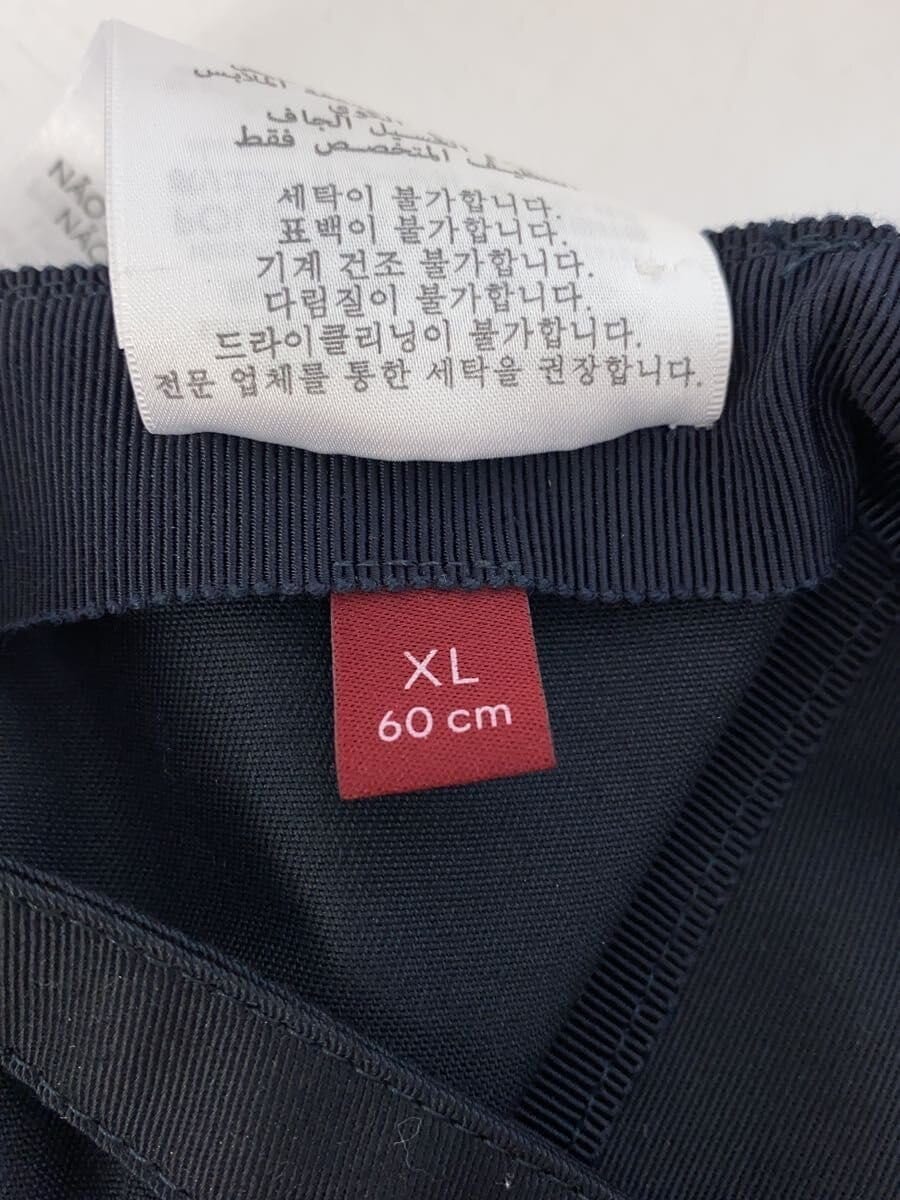 الجاف
المتخصص فقط
세탁이 불가합니다.
표백이 불가합니다.
기계 건조 불가합니다.
다림질이 불가합니다.
드라이클리닝이 불가합니다.
전문 업체를 통한 세탁을 권장합니다.
NÃO
NÃO
XL
60 cm